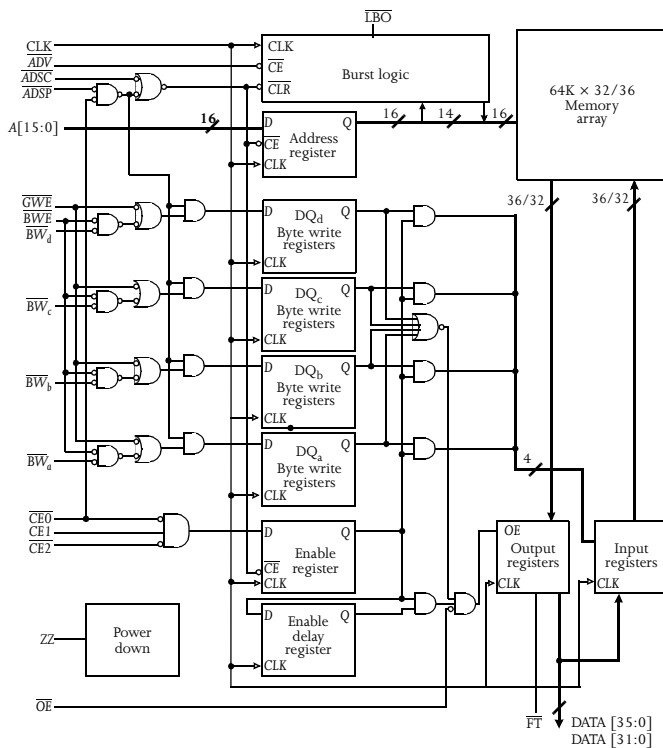 LBO
CLK
ADV
ADSC
ADSP
CLK
CE
Burst logic
CLR
64K × 32/36
Memory
array
A[15:0]
16
D
Q
Address
register
CE
CLK
16
14
16
GWE
BWE
BWd
D
DQd
Q
Byte write
registers
CLK
36/32
36/32
BWc
D
DQc
Q
Byte write
registers
CLK
BWb
D
DQb
Q
Byte write
registers
CLK
BWa
D
DQa
Q
Byte write
registers
CLK
4
CE0
CE1
CE2
D
Q
Enable
register
CE
CLK
OE
Output
registers
CLK
Input
registers
CLK
ZZ
Power
down
D
Q
Enable
delay
register
CLK
OE
FT
DATA [35:0]
DATA [31:0]